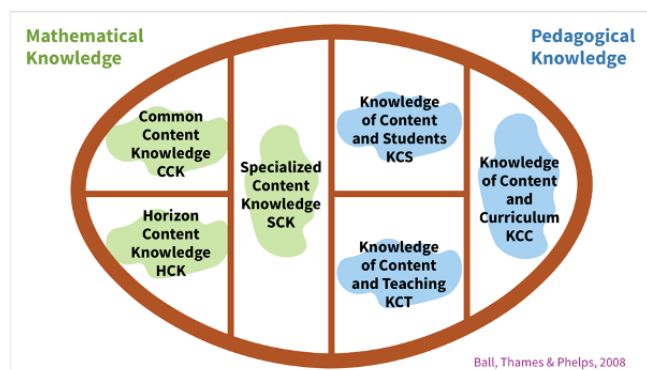 Mathematical
Knowledge
Pedagogical
Knowledge
Common
Content
Knowledge
CCK
Horizon
Content
Knowledge
HCK
Specialized
Content
Knowledge
SCK
Knowledge
of Content
and Students
KCS
Knowledge
of Content
and Teaching
KCT
Knowledge
of Content
and
Curriculum
KCC
Ball, Thames & Phelps, 2008